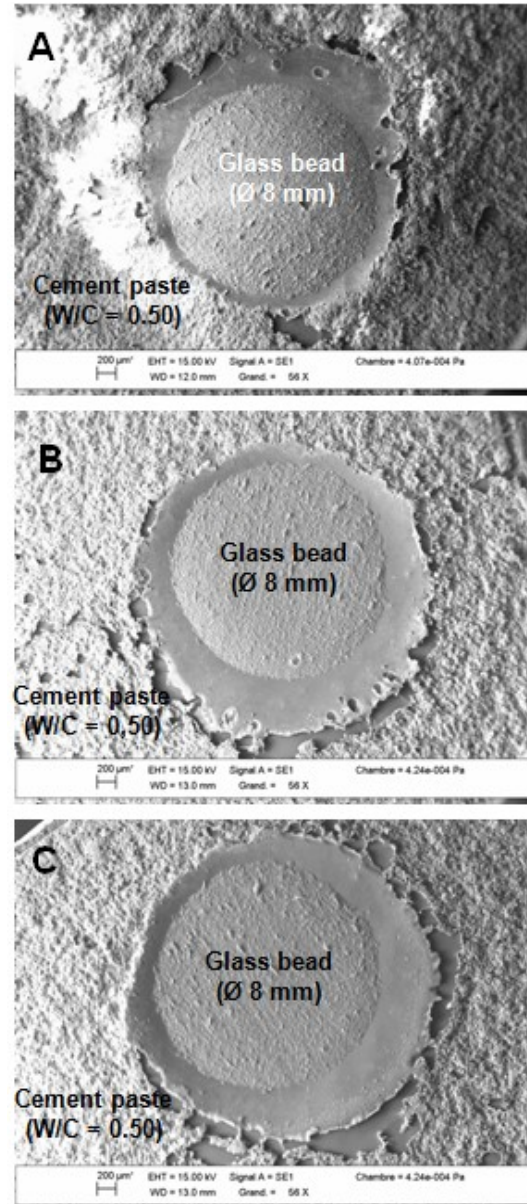 A
Glass bead
(Ø 8 mm)
Cement paste
(W/C = 0.50)
200 µm* EHT = 15.00 kV Signal A = SE1 Chambre = 4.07e-004 Pa
WD = 12.0 mm Grand. = 56 X
B
Glass bead
(Ø 8 mm)
Cement paste
(W/C = 0,50)
200 µm* EHT = 15.00 kV Signal A = SE1 Chambre = 4.24e-004 Pa
WD = 13.0 mm Grand. = 56 X
C
Glass bead
(Ø 8 mm)
Cement paste
(W/C = 0.50)
200 µm* EHT = 15.00 kV Signal A = SE1 Chambre = 4.24e-004 Pa
WD = 13.0 mm Grand. = 56 X